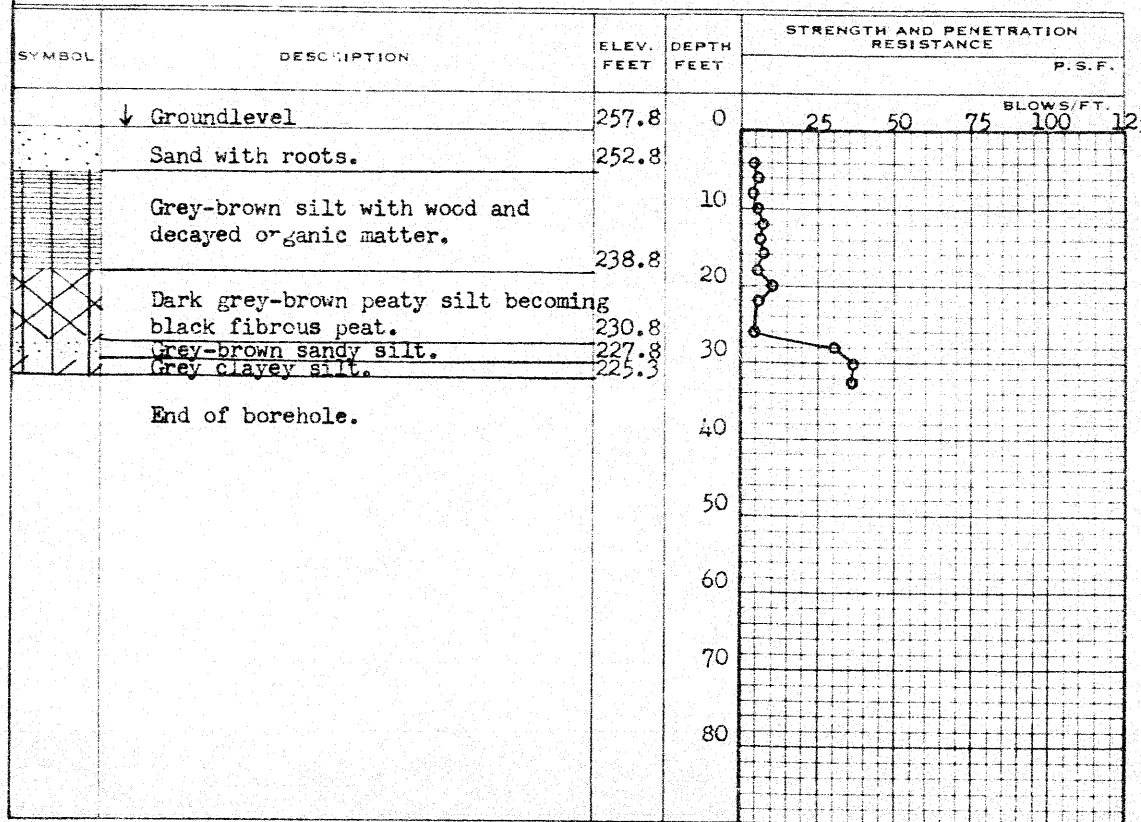 SYMBOL
DESCRIPTION
ELEV. FEET
DEPTH FEET
STRENGTH AND PENETRATION RESISTANCE
P.S.F.
BLOWS/FT.
25 50 75 100 12
↓ Groundlevel 257.8 0
Sand with roots. 252.8
10
Grey-brown silt with wood and
decayed organic matter.
238.8
20
Dark grey-brown peaty silt becoming
black fibrous peat. 230.8
Grey-brown sandy silt. 227.8
30
Grey clayey silt. 225.3
End of borehole.
40
50
60
70
80